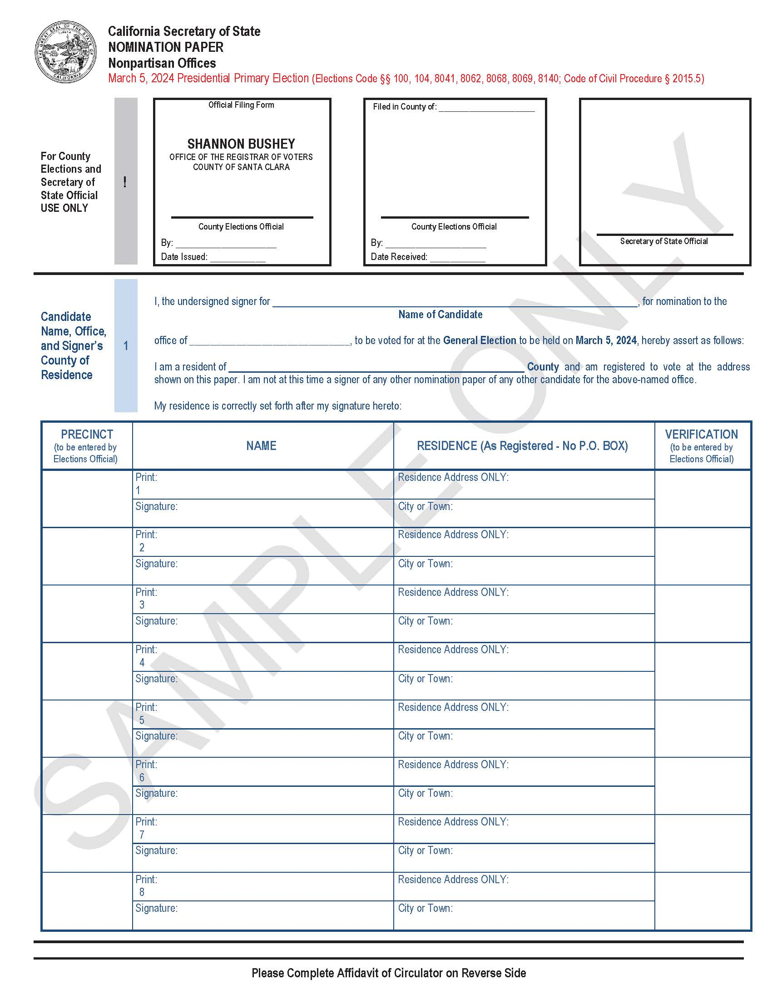 THE GREAT SEAL OF THE STATE OF CALIFORNIA
EUREKA
California Secretary of State
NOMINATION PAPER
Nonpartisan Offices
March 5, 2024 Presidential Primary Election (Elections Code §§ 100, 104, 8041, 8062, 8068, 8069, 8140; Code of Civil Procedure § 2015.5)
For County
Elections and
Secretary of
State Official
USE ONLY
!
Official Filing Form
SHANNON BUSHEY
OFFICE OF THE REGISTRAR OF VOTERS
COUNTY OF SANTA CLARA
County Elections Official
By: ____________________
Date Issued: ___________
Filed in County of: ____________________
County Elections Official
By: ____________________
Date Received: ___________
Secretary of State Official
Candidate
Name, Office,
and Signer's
County of
Residence
1
I, the undersigned signer for ____________________, for nomination to the
Name of Candidate
office of ____________________, to be voted for at the General Election to be held on March 5, 2024, hereby assert as follows:
I am a resident of ____________________ County and am registered to vote at the address
shown on this paper. I am not at this time a signer of any other nomination paper of any other candidate for the above-named office.
My residence is correctly set forth after my signature hereto:
PRECINCT
(to be entered by
Elections Official)
NAME
RESIDENCE (As Registered - No P.O. BOX)
VERIFICATION
(to be entered by
Elections Official)
Print: Residence Address ONLY:
1
Signature: City or Town:
Print: Residence Address ONLY:
2
Signature: City or Town:
Print: Residence Address ONLY:
3
Signature: City or Town:
Print: Residence Address ONLY:
4
Signature: City or Town:
Print: Residence Address ONLY:
5
Signature: City or Town:
Print: Residence Address ONLY:
6
Signature: City or Town:
Print: Residence Address ONLY:
7
Signature: City or Town:
Print: Residence Address ONLY:
8
Signature: City or Town:
Please Complete Affidavit of Circulator on Reverse Side
SAMPLE ONLY